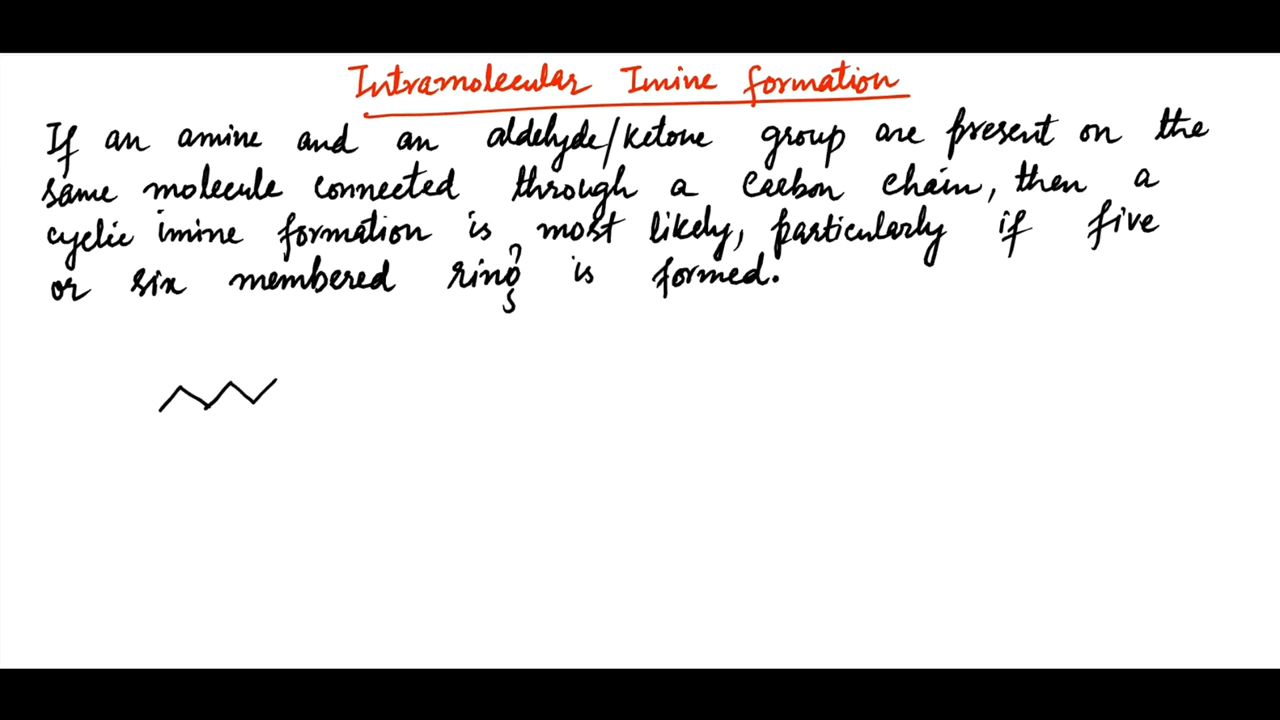 Intramolecular Imine formation
If an amine and an aldehyde/ketone group are present on the
same molecule connected through a carbon chain, then a
cyclic imine formation is most likely, particularly if five
or six membered ring is formed.